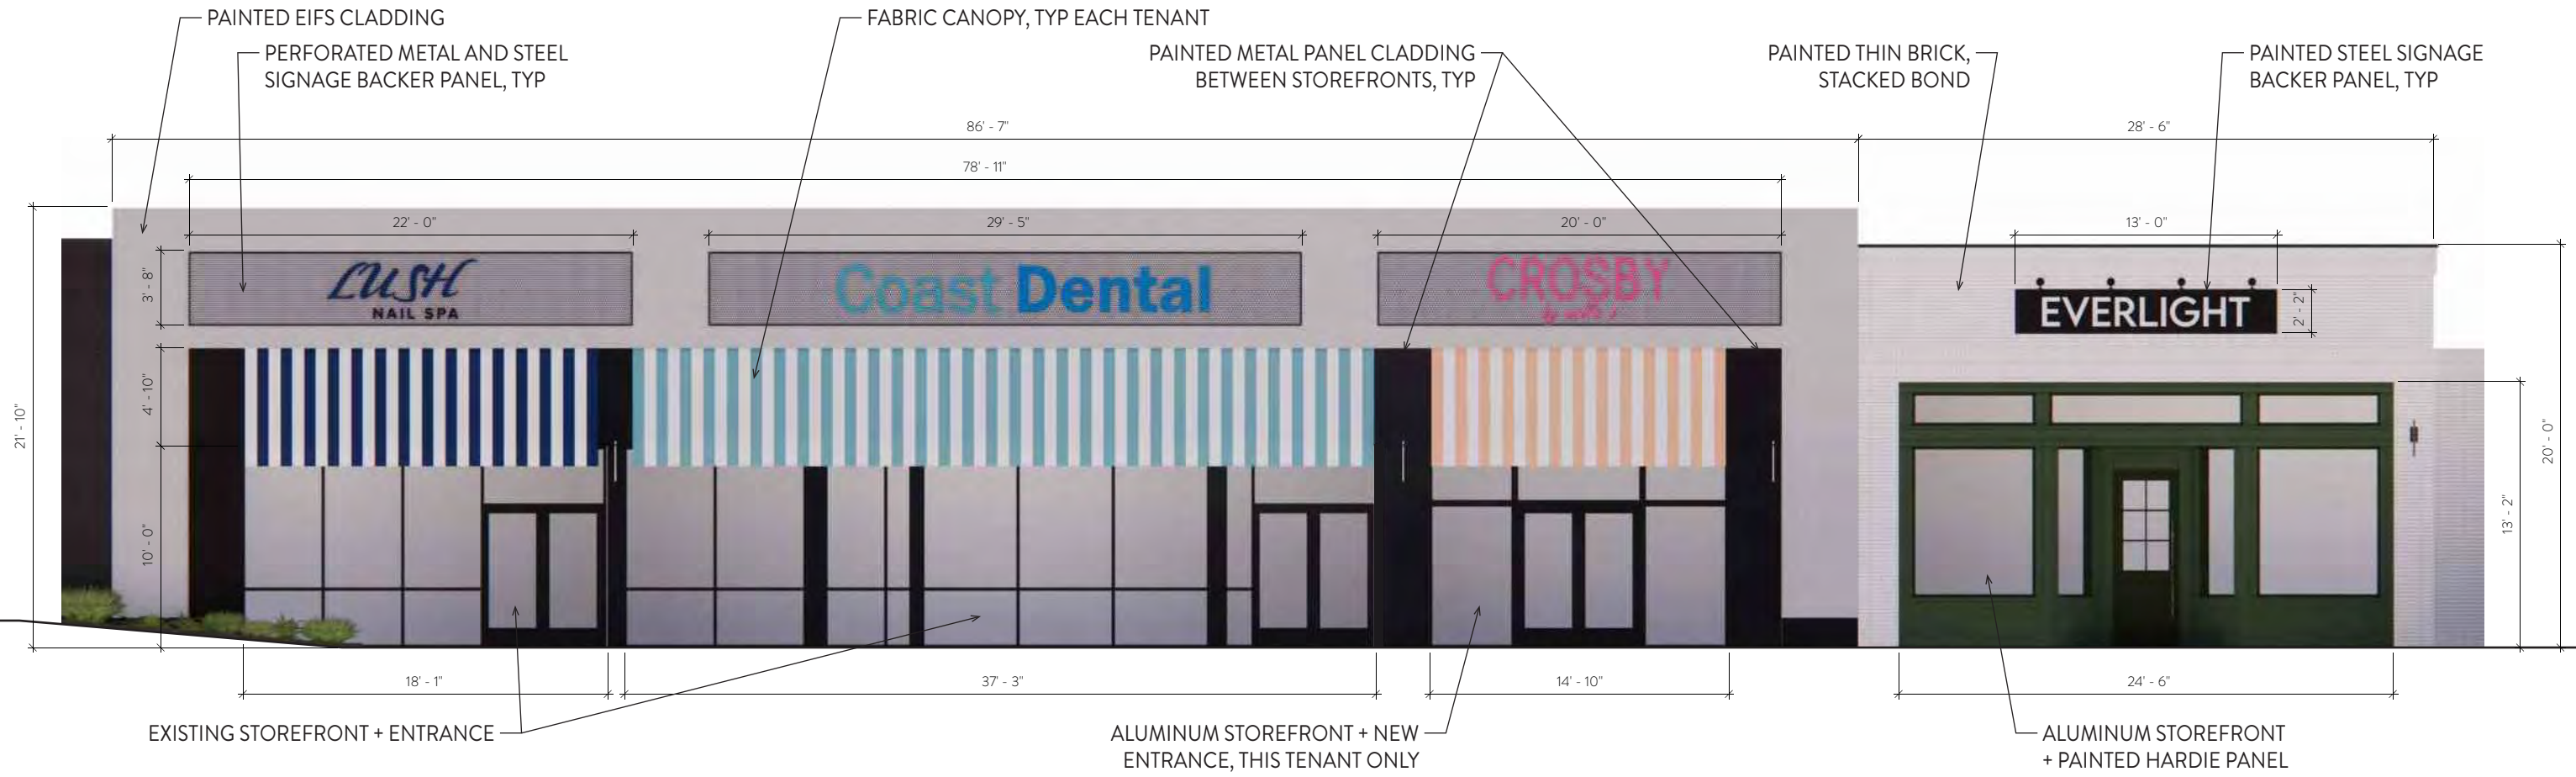 PAINTED EIFS CLADDING
FABRIC CANOPY, TYP EACH TENANT
PERFORATED METAL AND STEEL
SIGNAGE BACKER PANEL, TYP
PAINTED METAL PANEL CLADDING
BETWEEN STOREFRONTS, TYP
PAINTED THIN BRICK,
STACKED BOND
PAINTED STEEL SIGNAGE
BACKER PANEL, TYP
86' - 7"
28' - 6"
78' - 11"
22' - 0"
29' - 5"
20' - 0"
13' - 0"
3' - 8"
LUSH
NAIL SPA
Coast Dental
CROSBY
by
EVERLIGHT
2' - 2"
4' - 10"
21' - 10"
10' - 0"
20' - 0"
13' - 2"
18' - 1"
37' - 3"
14' - 10"
24' - 6"
EXISTING STOREFRONT + ENTRANCE
ALUMINUM STOREFRONT + NEW
ENTRANCE, THIS TENANT ONLY
ALUMINUM STOREFRONT
+ PAINTED HARDIE PANEL